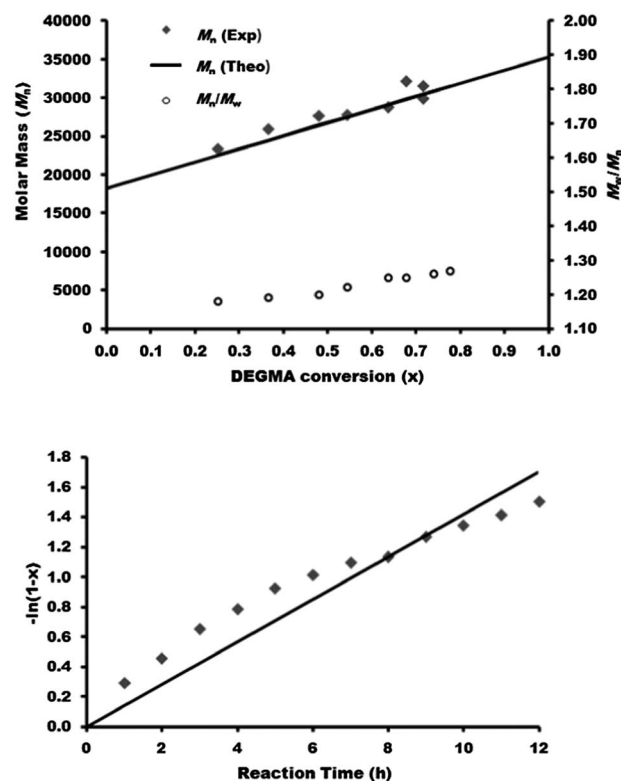 40000
35000
30000
25000
20000
15000
10000
5000
0
Molar Mass (Mn)
Mn (Exp)
Mn (Theo)
Mn/Mw
2.00
1.90
1.80
1.70
1.60
1.50
1.40
1.30
1.20
1.10
Mw/Mn
0.0 0.1 0.2 0.3 0.4 0.5 0.6 0.7 0.8 0.9 1.0
DEGMA conversion (x)
1.8
1.6
1.4
1.2
1.0
0.8
0.6
0.4
0.2
0.0
-ln(1-x)
0 2 4 6 8 10 12
Reaction Time (h)